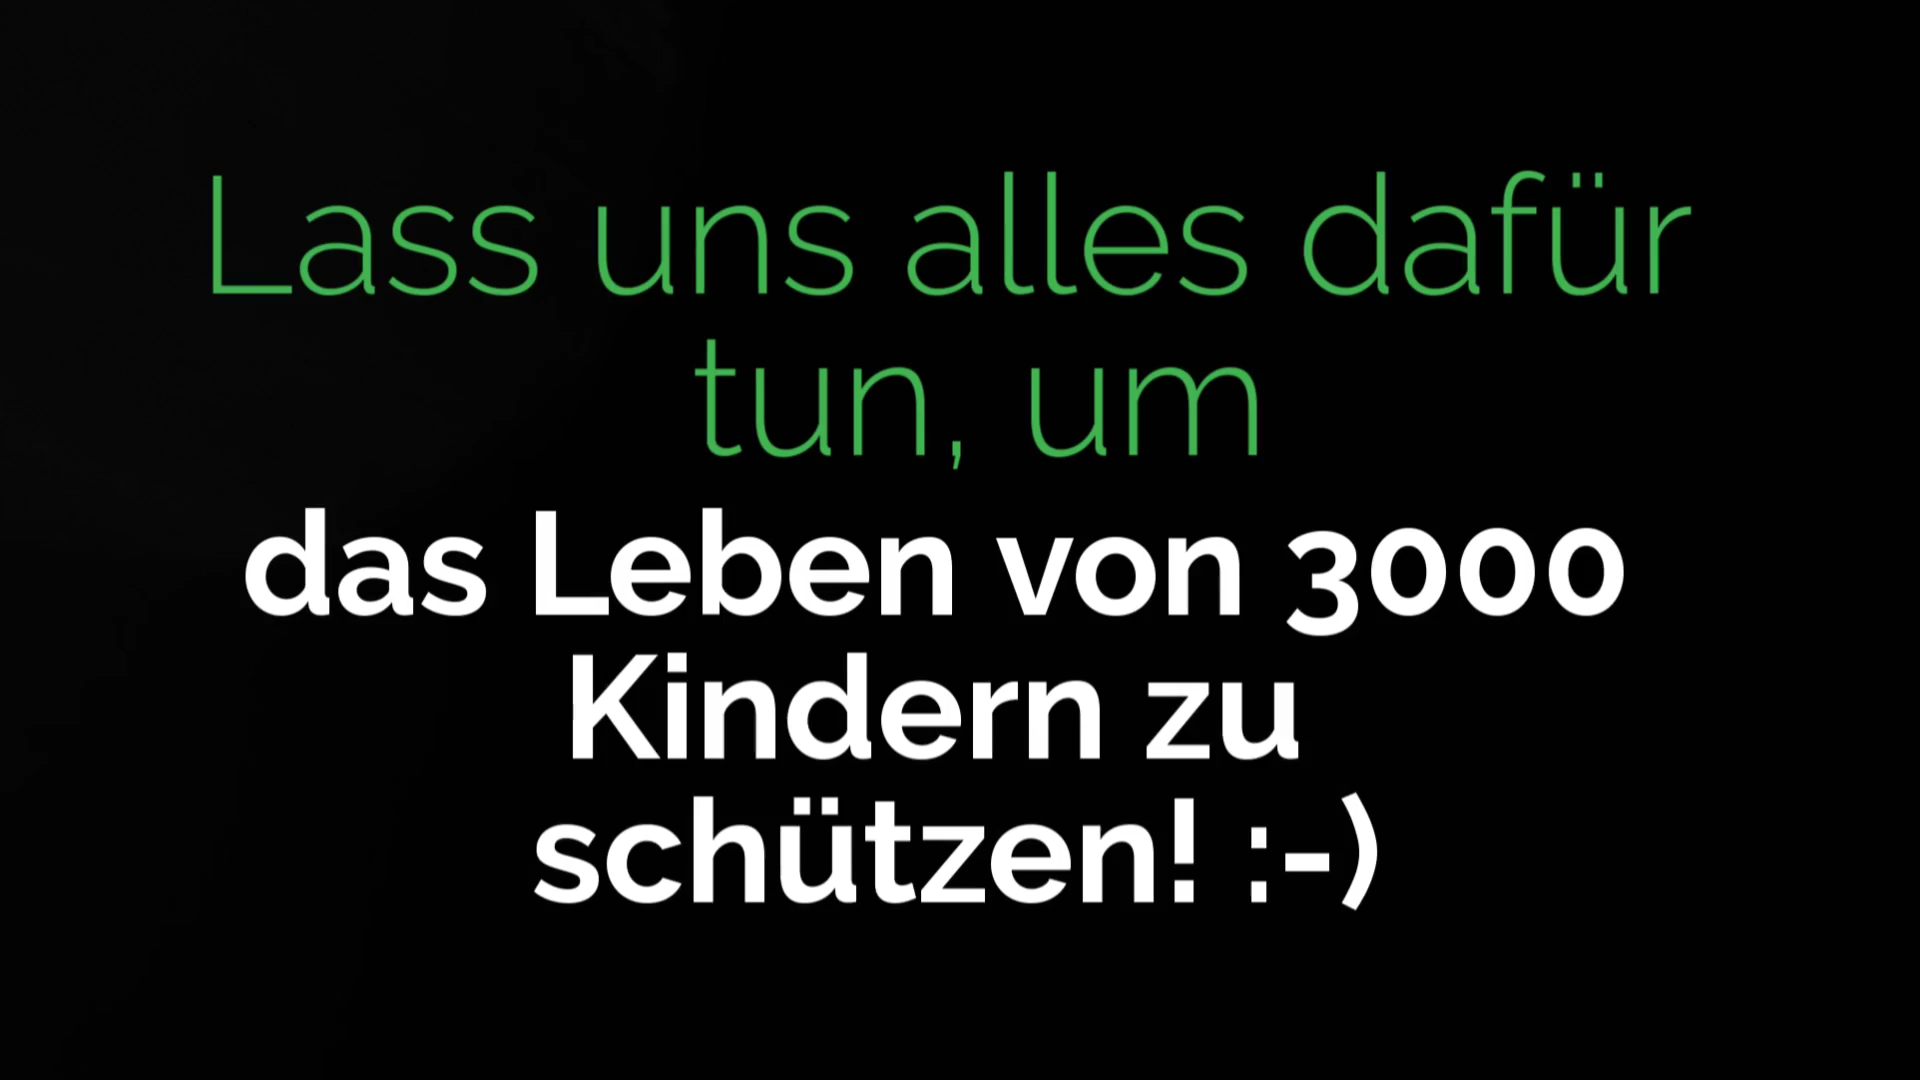 Lass uns alles dafür
tun, um
das Leben von 3000
Kindern zu
schützen! :-)